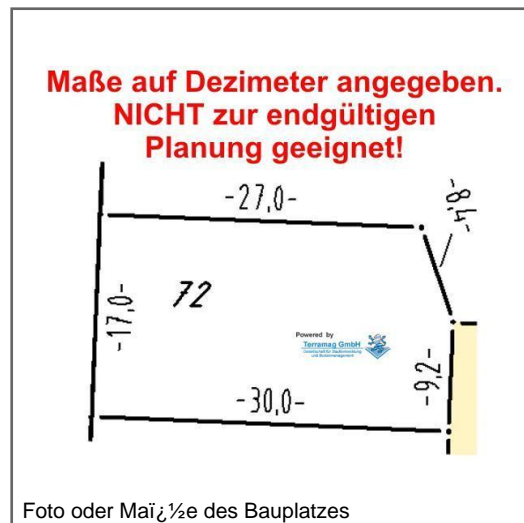 Maße auf Dezimeter angegeben.
NICHT zur endgültigen
Planung geeignet!
-27,0-
-4,8-
72
-17,0-
Powered by
Terramag GmbH
-9,2-
-30,0-
Foto oder Maï¿½e des Bauplatzes